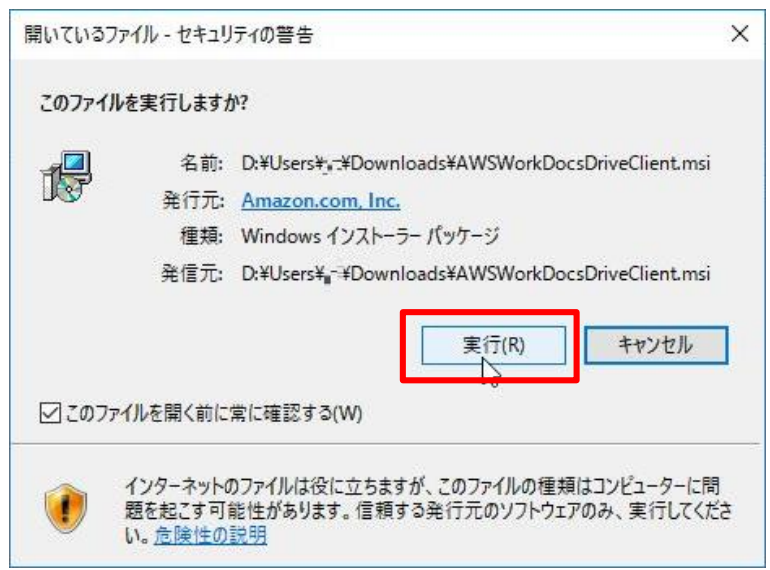 開いているファイル - セキュリティの警告
このファイルを実行しますか?
名前: D:¥Users¥ ¥Downloads¥AWSWorkDocsDriveClient.msi
発行元: Amazon.com, Inc.
種類: Windows インストーラー パッケージ
発信元: D:¥Users¥ ¥Downloads¥AWSWorkDocsDriveClient.msi
実行(R) キャンセル
このファイルを開く前に常に確認する(W)
インターネットのファイルは役に立ちますが、このファイルの種類はコンピューターに問
題を起こす可能性があります。信頼する発行元のソフトウェアのみ、実行してくださ
い。危険性の説明